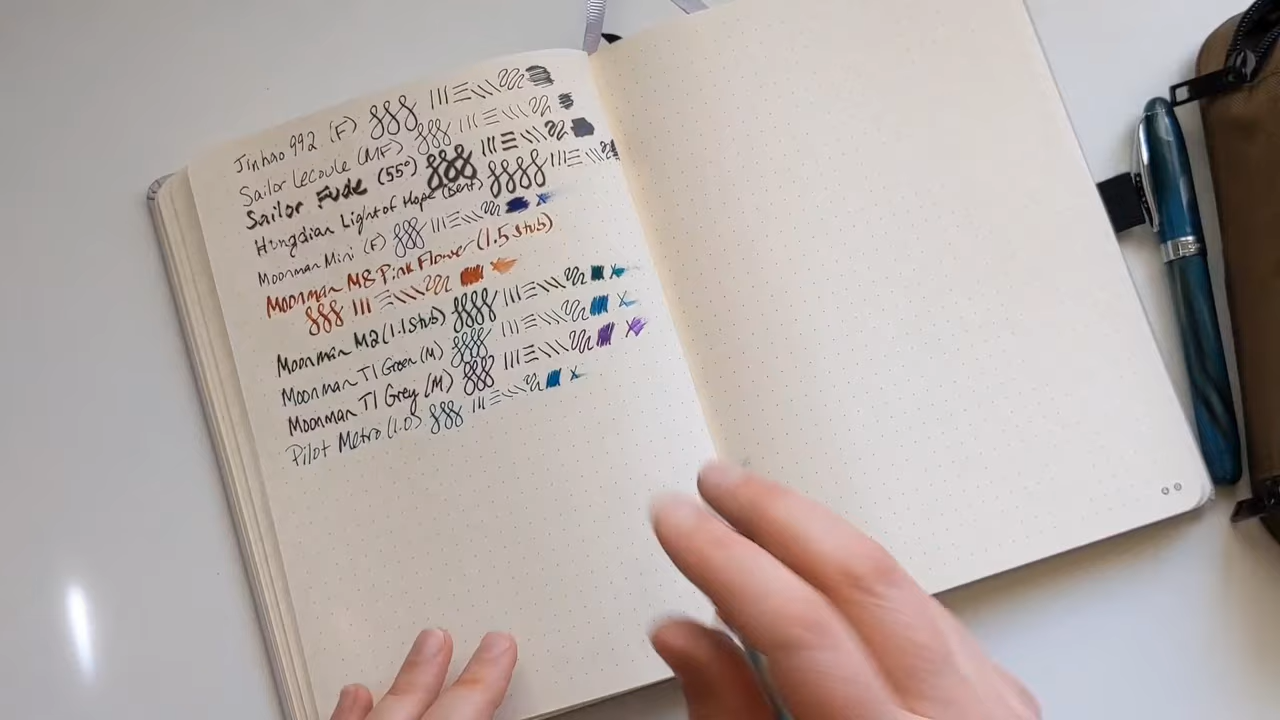 Jinhao 992 (F)
Sailor Lecoule (MF)
Sailor Fude (55°)
Hongdian Light of Hope (Bent)
Moonman Mini (F)
Moonman M8 Pink Flower (1.5 Stub)
Moonman M2 (1.1 Stub)
Moonman T1 Green (M)
Moonman T1 Grey (M)
Pilot Metro (1.0)